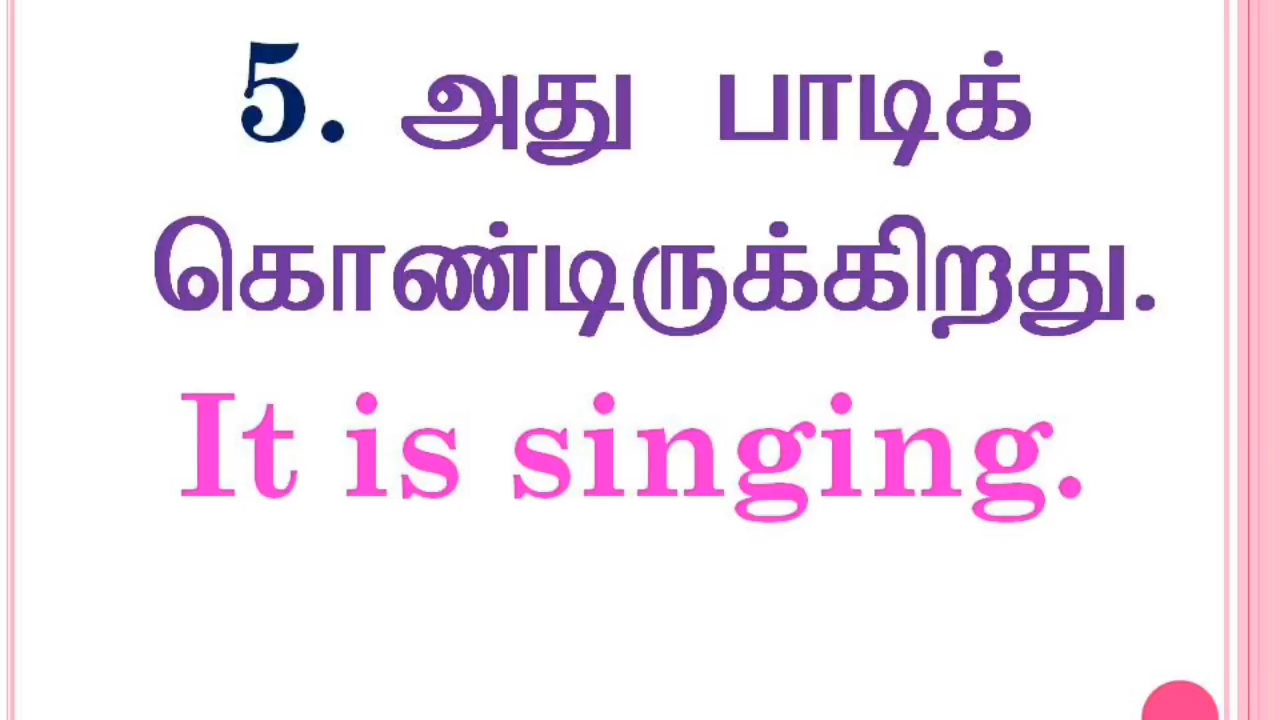 5. அது பாடிக்
கொண்டிருக்கிறது.
It is singing.